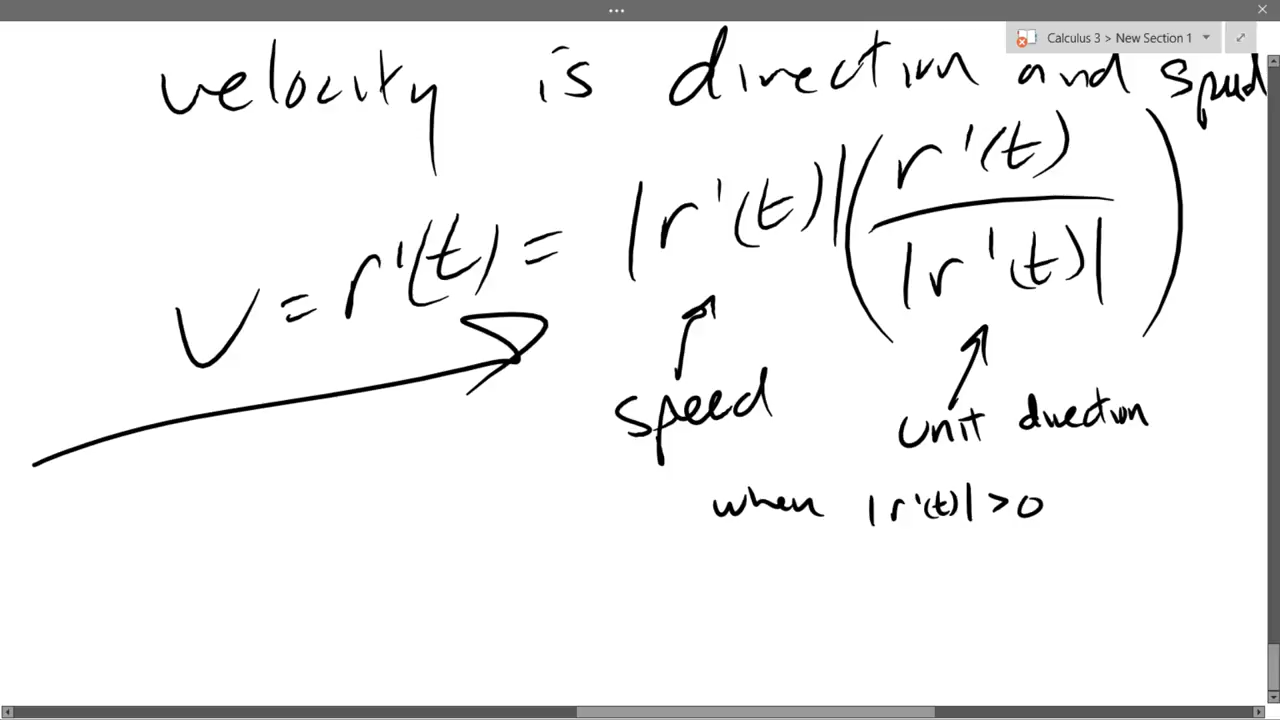 ...
Calculus 3 > New Section 1
velocity is direction and speed
v = r'(t) = |r'(t)| ( r'(t) / |r'(t)| )
speed
unit direction
when |r'(t)| > 0